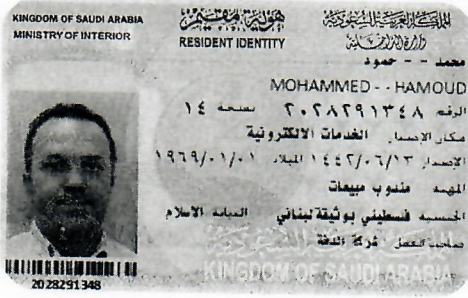 KINGDOM OF SAUDI ARABIA
MINISTRY OF INTERIOR
هوية مقيم
RESIDENT IDENTITY
المملكة العربية السعودية
وزارة الداخلية
محمد - - حمود
MOHAMMED - - HAMOUD
الرقم ٢٠٢٨٢٩١٣٤٨ نسخة ١٤
مكان الإصدار الخدمات الالكترونية
الإصدار ١٤٤٢/٠٦/١٣ الميلاد ١٩٦٩/٠١/٠١
المهنة مندوب مبيعات
الجنسية فلسطيني بوثيقة لبناني الديانة الاسلام
صاحب العمل شركة الدقة
KINGDOM OF SAUDI ARABIA
2028291348